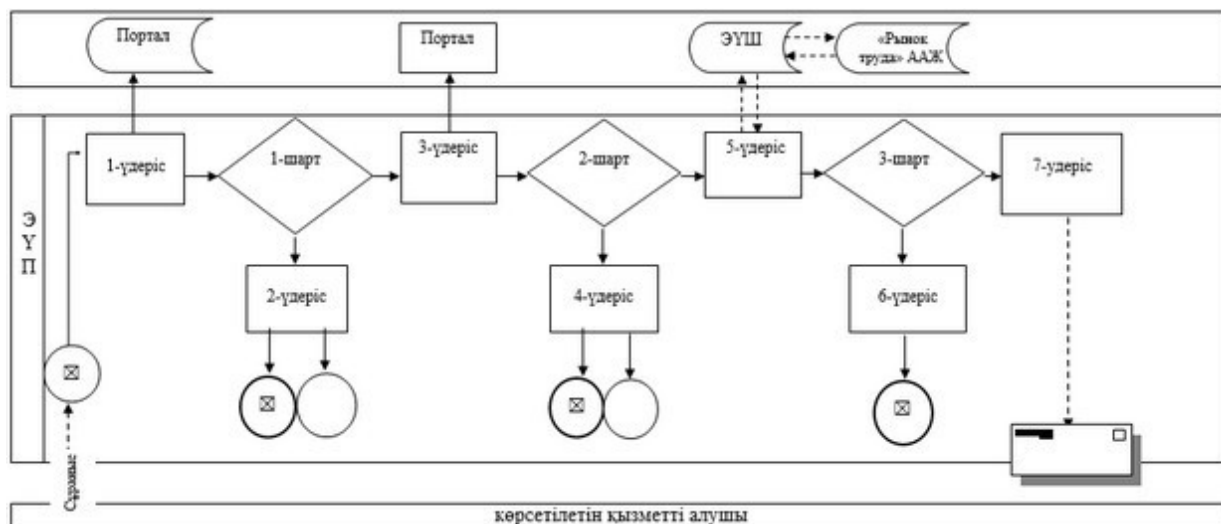 Портал
Портал
ЭҮШ
«Рынок
труда» ААЖ
1-үдеріс
1-шарт
3-үдеріс
2-шарт
5-үдеріс
3-шарт
7-удеріс
Э
Ү
П
2-үдеріс
4-үдеріс
6-үдеріс
Сұраныс
көрсетілетін қызметті алушы